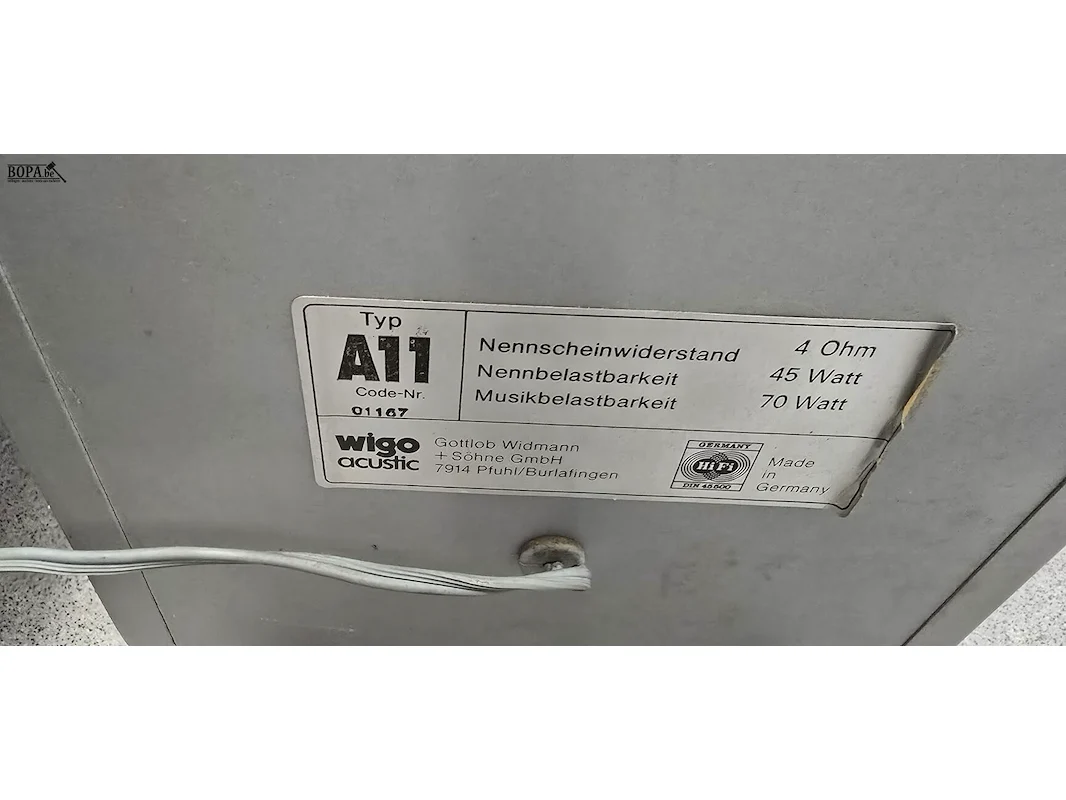 BOPA.be
Typ
A11
Code-Nr.
01167
Nennscheinwiderstand 4 Ohm
Nennbelastbarkeit 45 Watt
Musikbelastbarkeit 70 Watt
wigo
acustic
Gottlob Widmann
+ Söhne GmbH
7914 Pfuhl/Burlafingen
GERMANY
HiFi
DIN 45500
Made
in
Germany